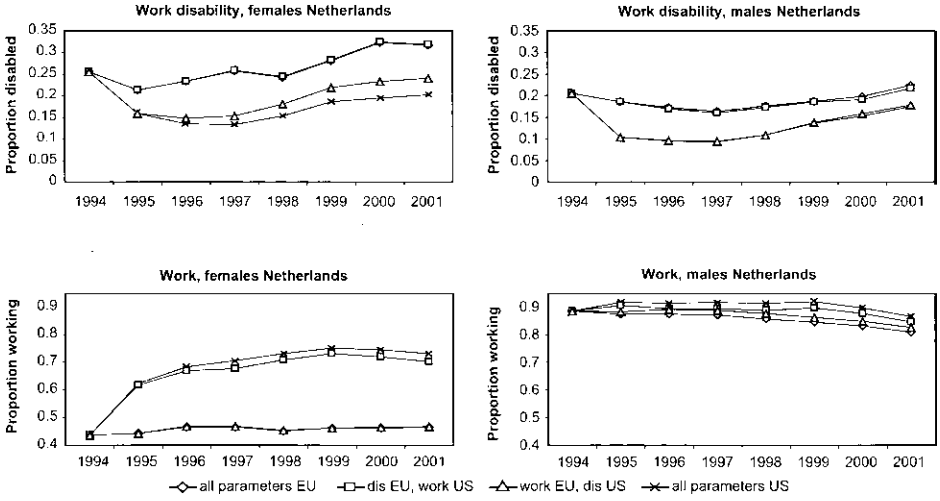 Work disability, females Netherlands
Proportion disabled
0.35
0.3
0.25
0.2
0.15
0.1
0.05
0
1994 1995 1996 1997 1998 1999 2000 2001
Work disability, males Netherlands
Proportion disabled
0.35
0.3
0.25
0.2
0.15
0.1
0.05
0
1994 1995 1996 1997 1998 1999 2000 2001
Work, females Netherlands
Proportion working
0.9
0.8
0.7
0.6
0.5
0.4
1994 1995 1996 1997 1998 1999 2000 2001
Work, males Netherlands
Proportion working
0.9
0.8
0.7
0.6
0.5
0.4
1994 1995 1996 1997 1998 1999 2000 2001
all parameters EU dis EU, work US work EU, dis US all parameters US